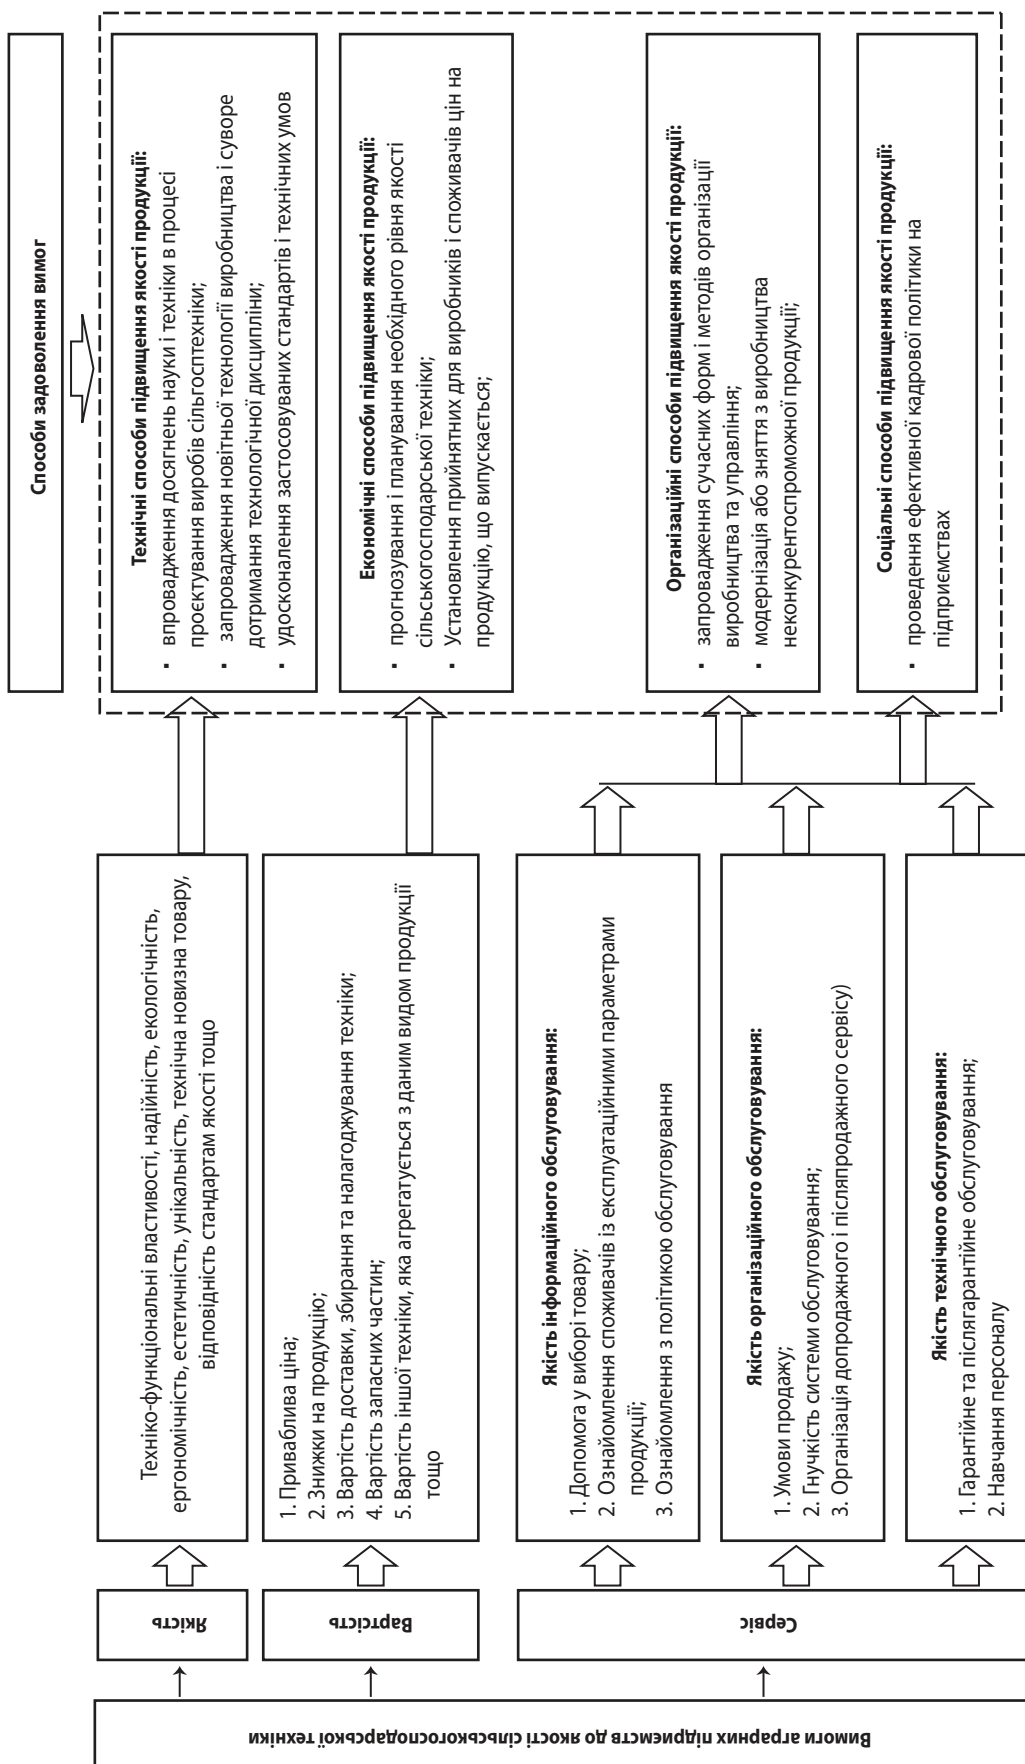 Вимоги аграрних підприємств до якості сільськогосподарської техніки
Якість
Техніко-функціональні властивості, надійність, екологічність,
ергономічність, естетичність, унікальність, технічна новизна товару,
відповідність стандартам якості тощо
Вартість
1. Приваблива ціна;
2. Знижки на продукцію;
3. Вартість доставки, збирання та налагоджування техніки;
4. Вартість запасних частин;
5. Вартість іншої техніки, яка агрегатується з даним видом продукції
тощо
Сервіс
Якість інформаційного обслуговування:
1. Допомога у виборі товару;
2. Ознайомлення споживачів із експлуатаційними параметрами
продукції;
3. Ознайомлення з політикою обслуговування
Якість організаційного обслуговування:
1. Умови продажу;
2. Гнучкість системи обслуговування;
3. Організація допродажного і післяпродажного сервісу)
Якість технічного обслуговування:
1. Гарантійне та післягарантійне обслуговування;
2. Навчання персоналу
Способи задоволення вимог
Технічні способи підвищення якості продукції:
▪ впровадження досягнень науки і техніки в процесі
проєктування виробів сільгосптехніки;
▪ запровадження новітньої технології виробництва і суворе
дотримання технологічної дисципліни;
▪ удосконалення застосовуваних стандартів і технічних умов
Економічні способи підвищення якості продукції:
▪ прогнозування і планування необхідного рівня якості
сільськогосподарської техніки;
▪ Установлення прийнятних для виробників і споживачів цін на
продукцію, що випускається;
Організаційні способи підвищення якості продукції:
▪ запровадження сучасних форм і методів організації
виробництва та управління;
▪ модернізація або зняття з виробництва
неконкурентоспроможної продукції;
Соціальні способи підвищення якості продукції:
▪ проведення ефективної кадрової політики на
підприємствах